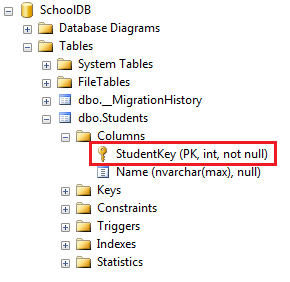 SchoolDB
Database Diagrams
Tables
System Tables
FileTables
dbo.__MigrationHistory
dbo.Students
Columns
StudentKey (PK, int, not null)
Name (nvarchar(max), null)
Keys
Constraints
Triggers
Indexes
Statistics